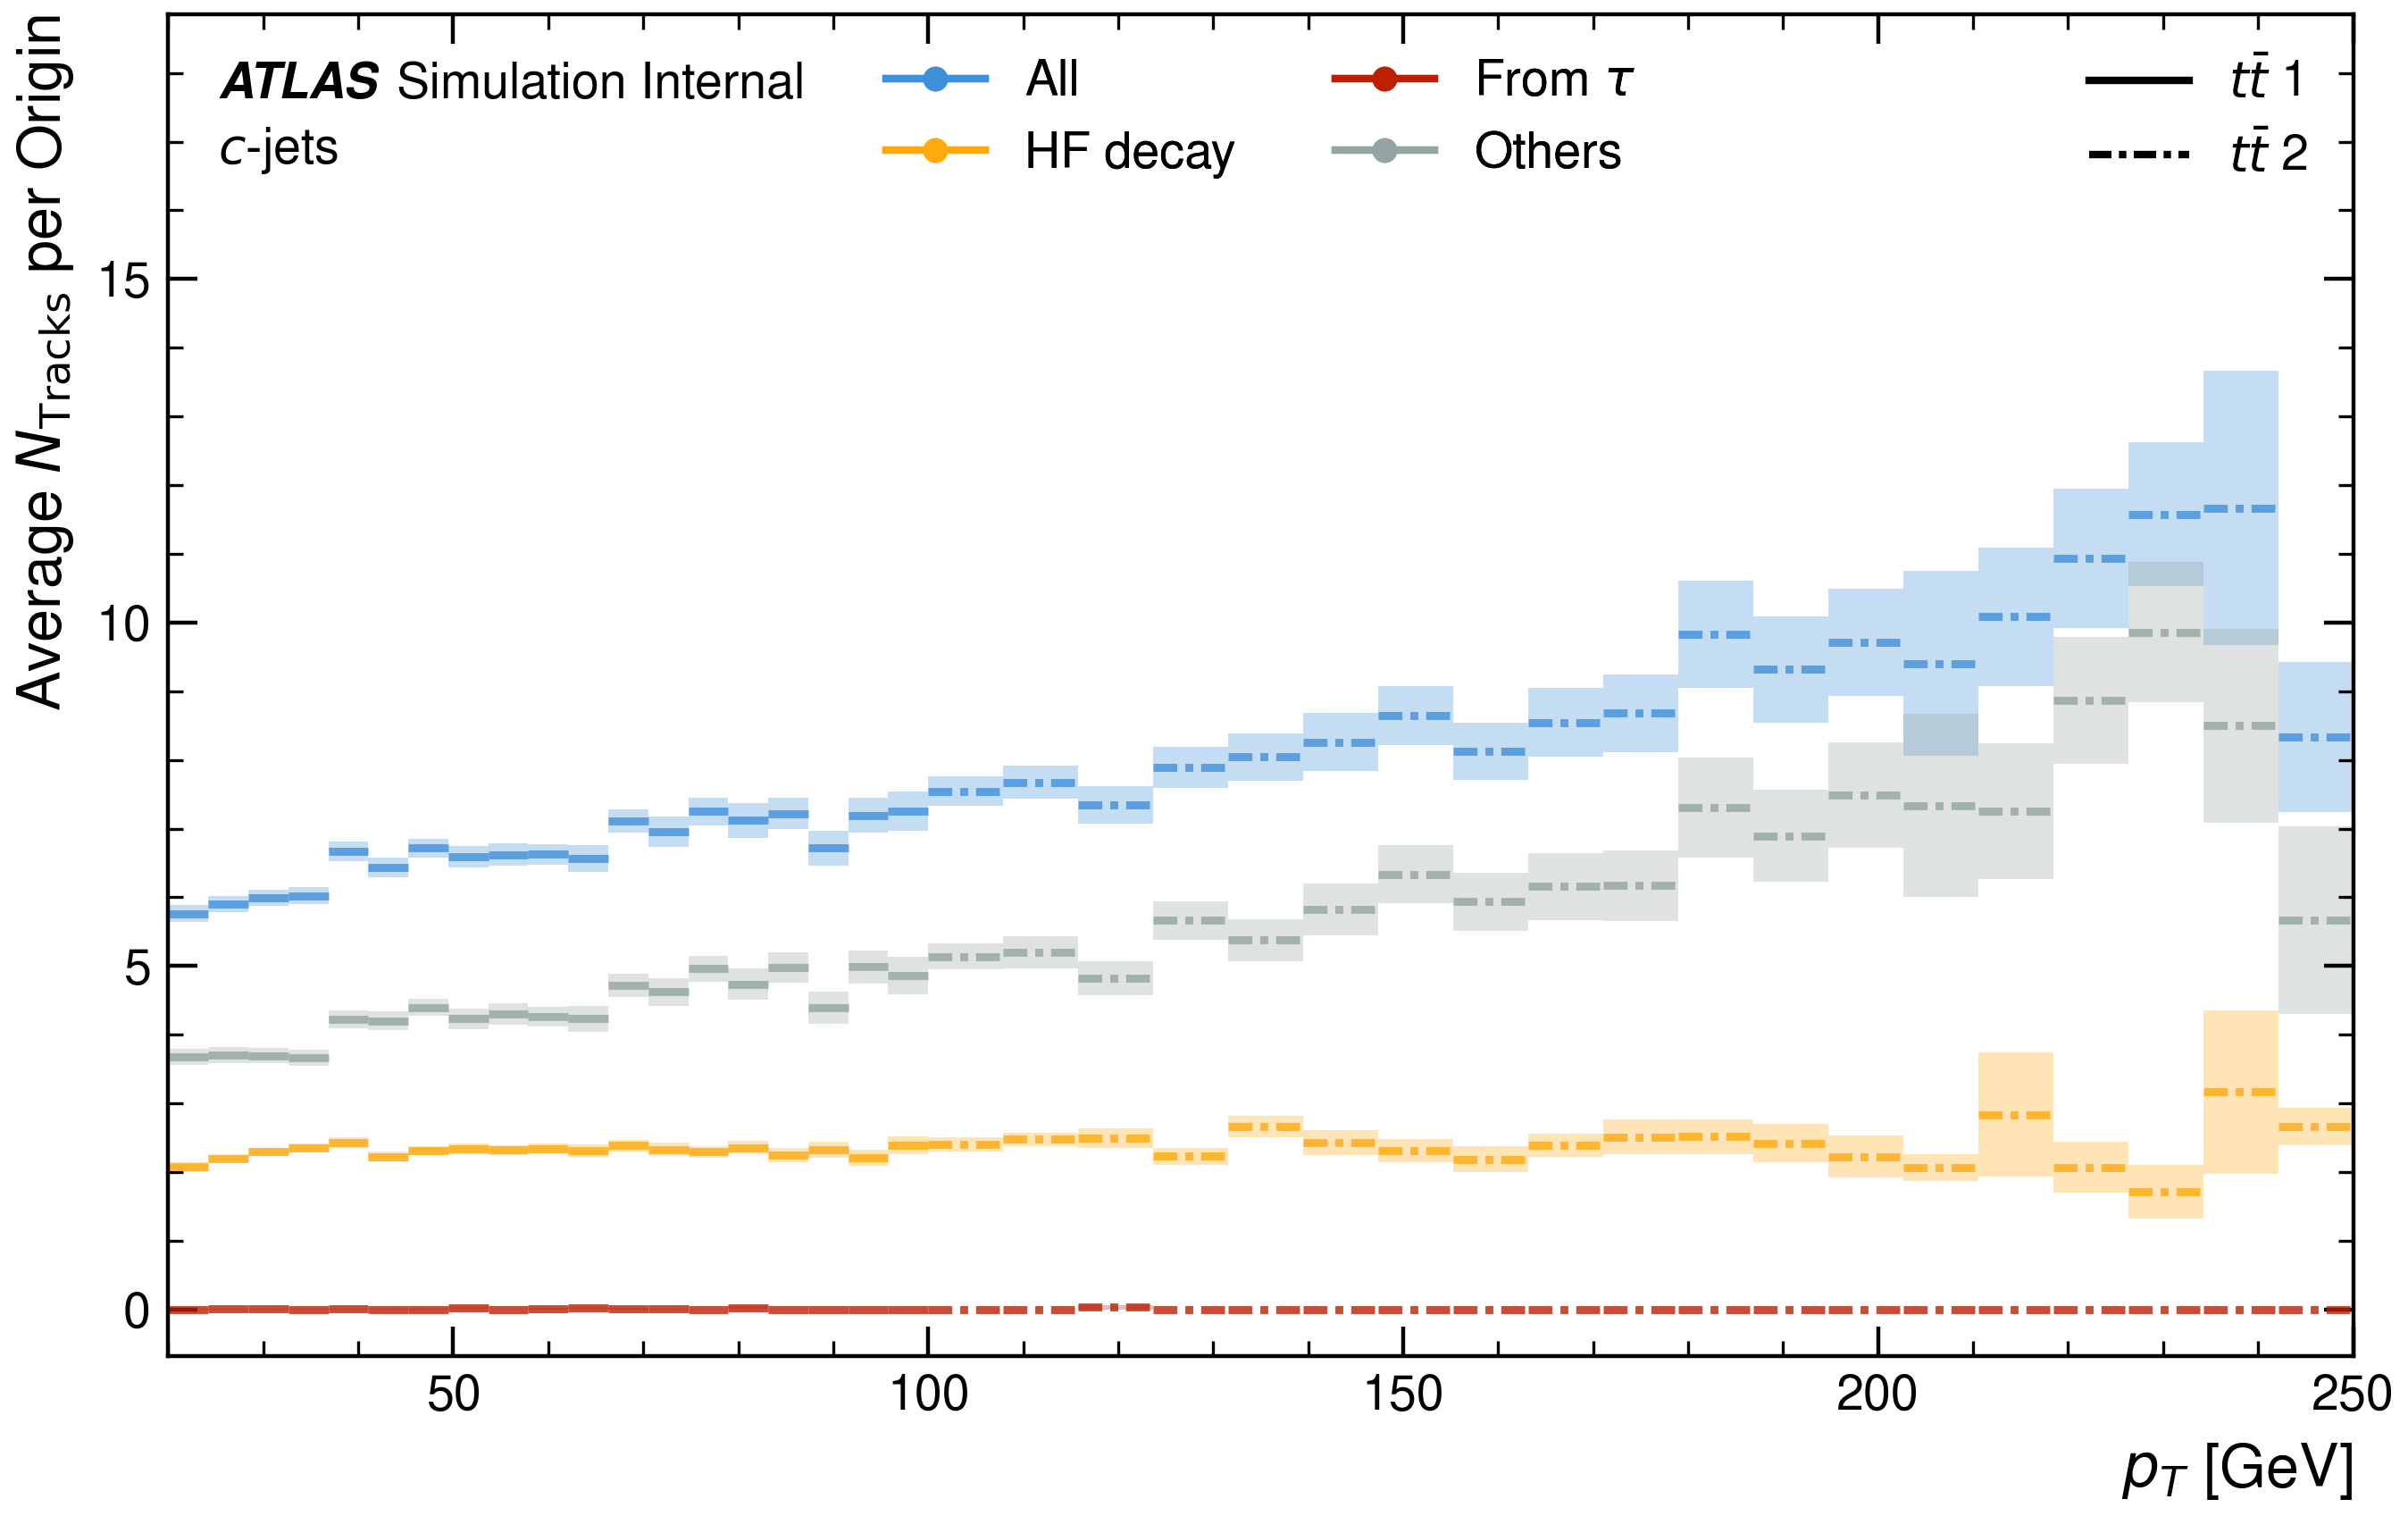 Average N_Tracks per Origin
ATLAS Simulation Internal
c-jets
All
HF decay
From τ
Others
tt̄ 1
tt̄ 2
15
10
5
0
50 100 150 200 250
p_T [GeV]